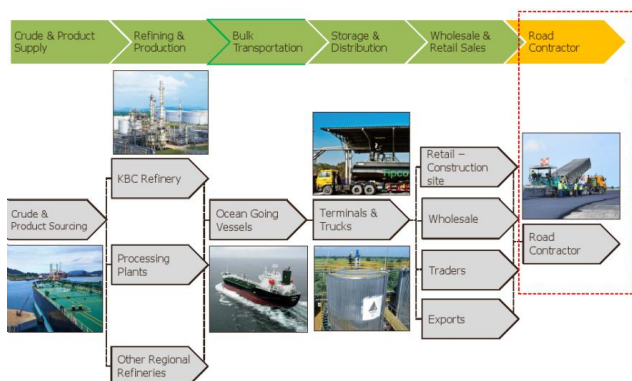 Crude & Product
Supply
Refining &
Production
Bulk
Transportation
Storage &
Distribution
Wholesale &
Retail Sales
Road
Contractor
Crude &
Product Sourcing
KBC Refinery
Processing
Plants
Other Regional
Refineries
Ocean Going
Vessels
Tipco
Terminals &
Trucks
Retail –
Construction
site
Wholesale
Traders
Exports
Road
Contractor